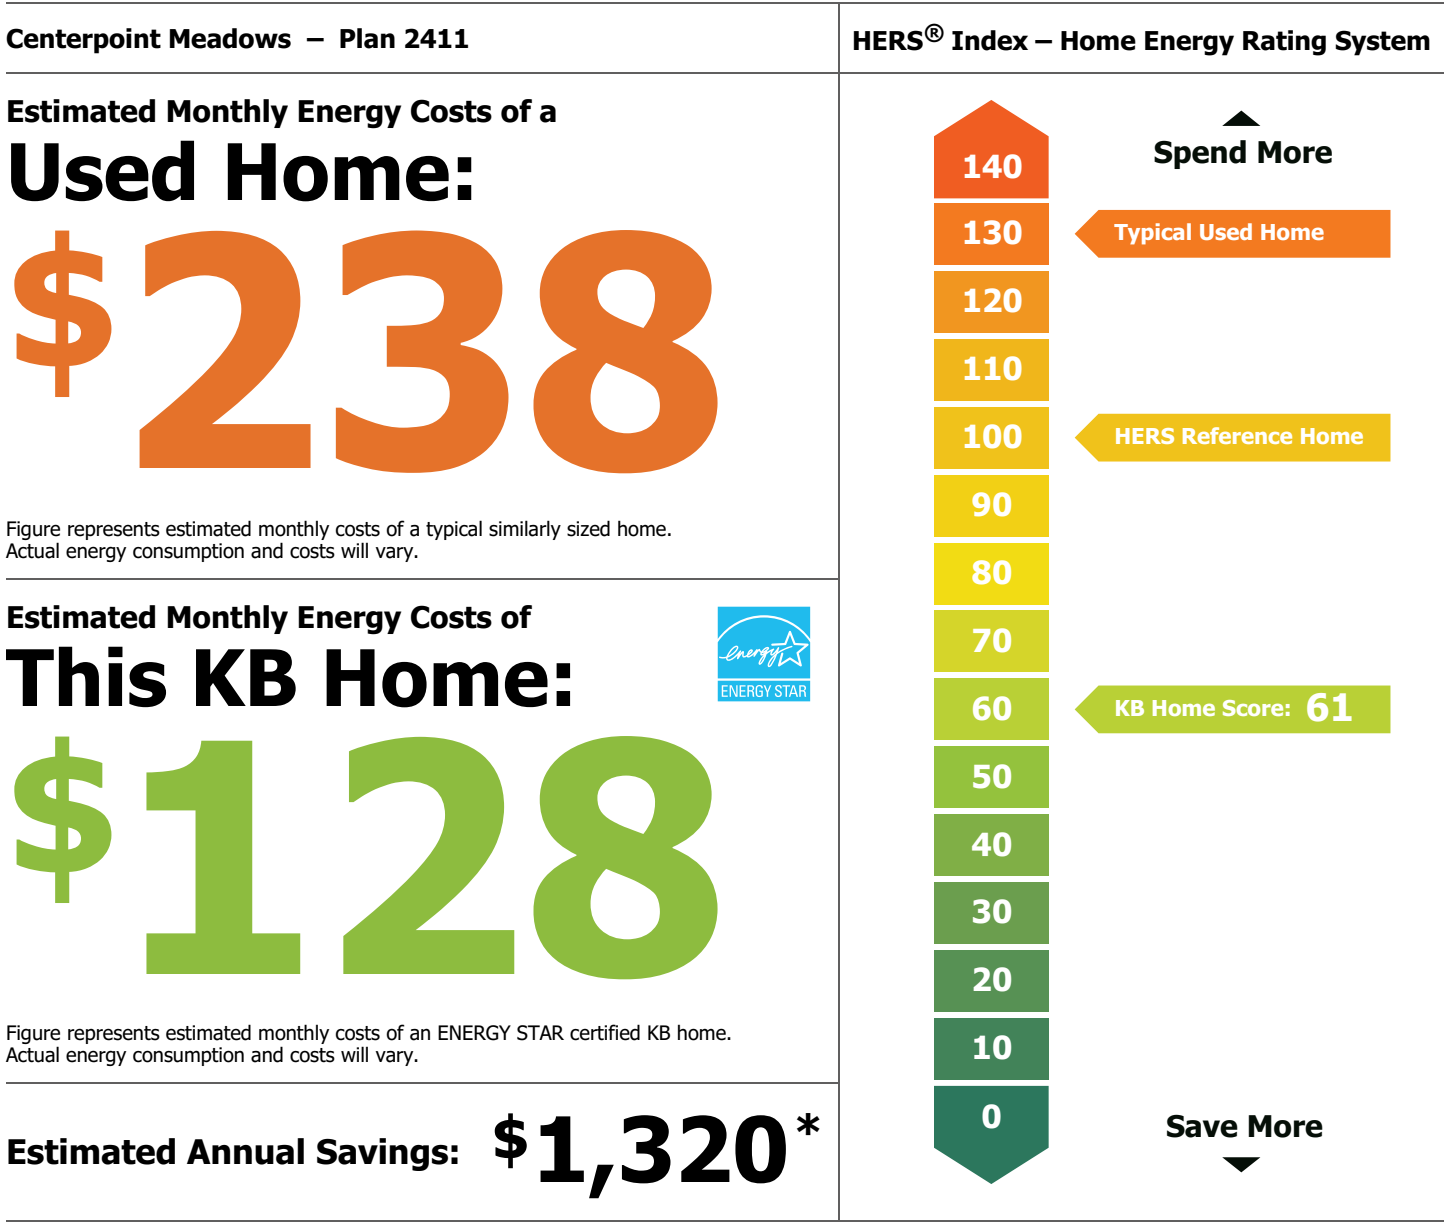 Centerpoint Meadows – Plan 2411
Estimated Monthly Energy Costs of a
Used Home:
$238
Figure represents estimated monthly costs of a typical similarly sized home.
Actual energy consumption and costs will vary.
Estimated Monthly Energy Costs of
This KB Home:
energy
ENERGY STAR
$128
Figure represents estimated monthly costs of an ENERGY STAR certified KB home.
Actual energy consumption and costs will vary.
Estimated Annual Savings: $1,320*
HERS® Index – Home Energy Rating System
Spend More
140
130 Typical Used Home
120
110
100 HERS Reference Home
90
80
70
60 KB Home Score: 61
50
40
30
20
10
0
Save More